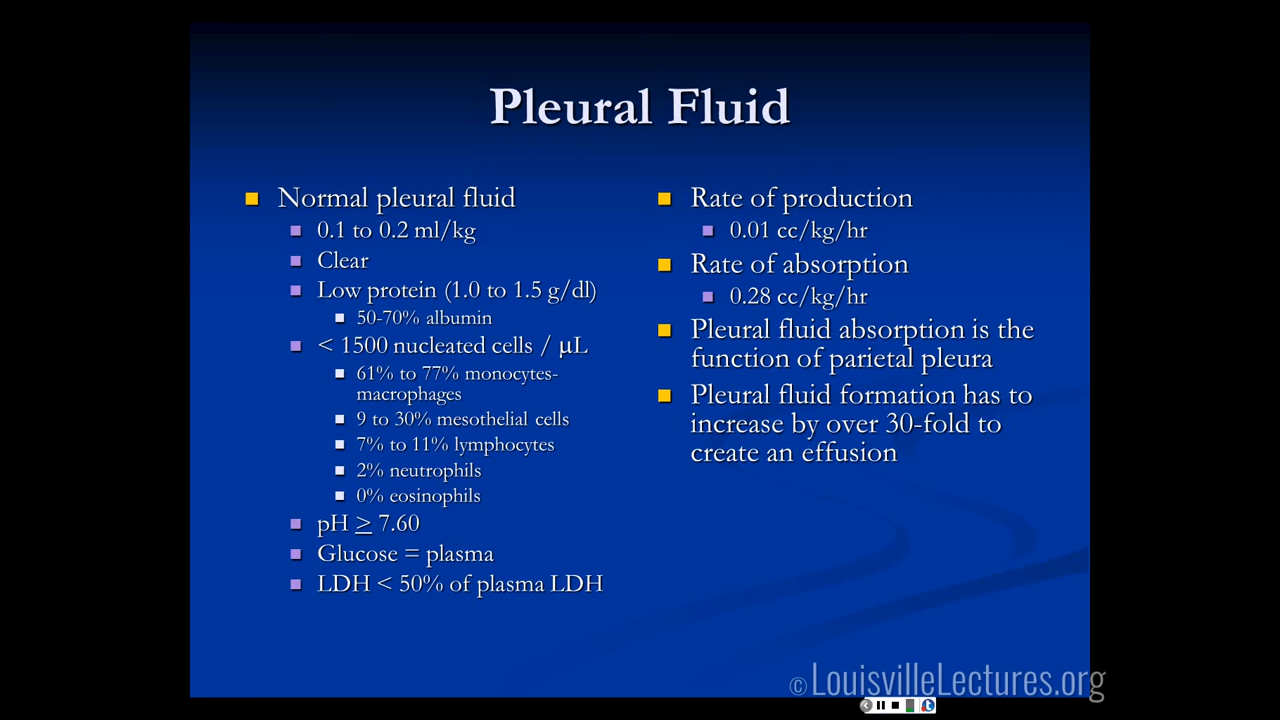 Pleural Fluid
Normal pleural fluid
0.1 to 0.2 ml/kg
Clear
Low protein (1.0 to 1.5 g/dl)
50-70% albumin
< 1500 nucleated cells / μL
61% to 77% monocytes-
macrophages
9 to 30% mesothelial cells
7% to 11% lymphocytes
2% neutrophils
0% eosinophils
pH ≥ 7.60
Glucose = plasma
LDH < 50% of plasma LDH
Rate of production
0.01 cc/kg/hr
Rate of absorption
0.28 cc/kg/hr
Pleural fluid absorption is the
function of parietal pleura
Pleural fluid formation has to
increase by over 30-fold to
create an effusion
© LouisvilleLectures.org